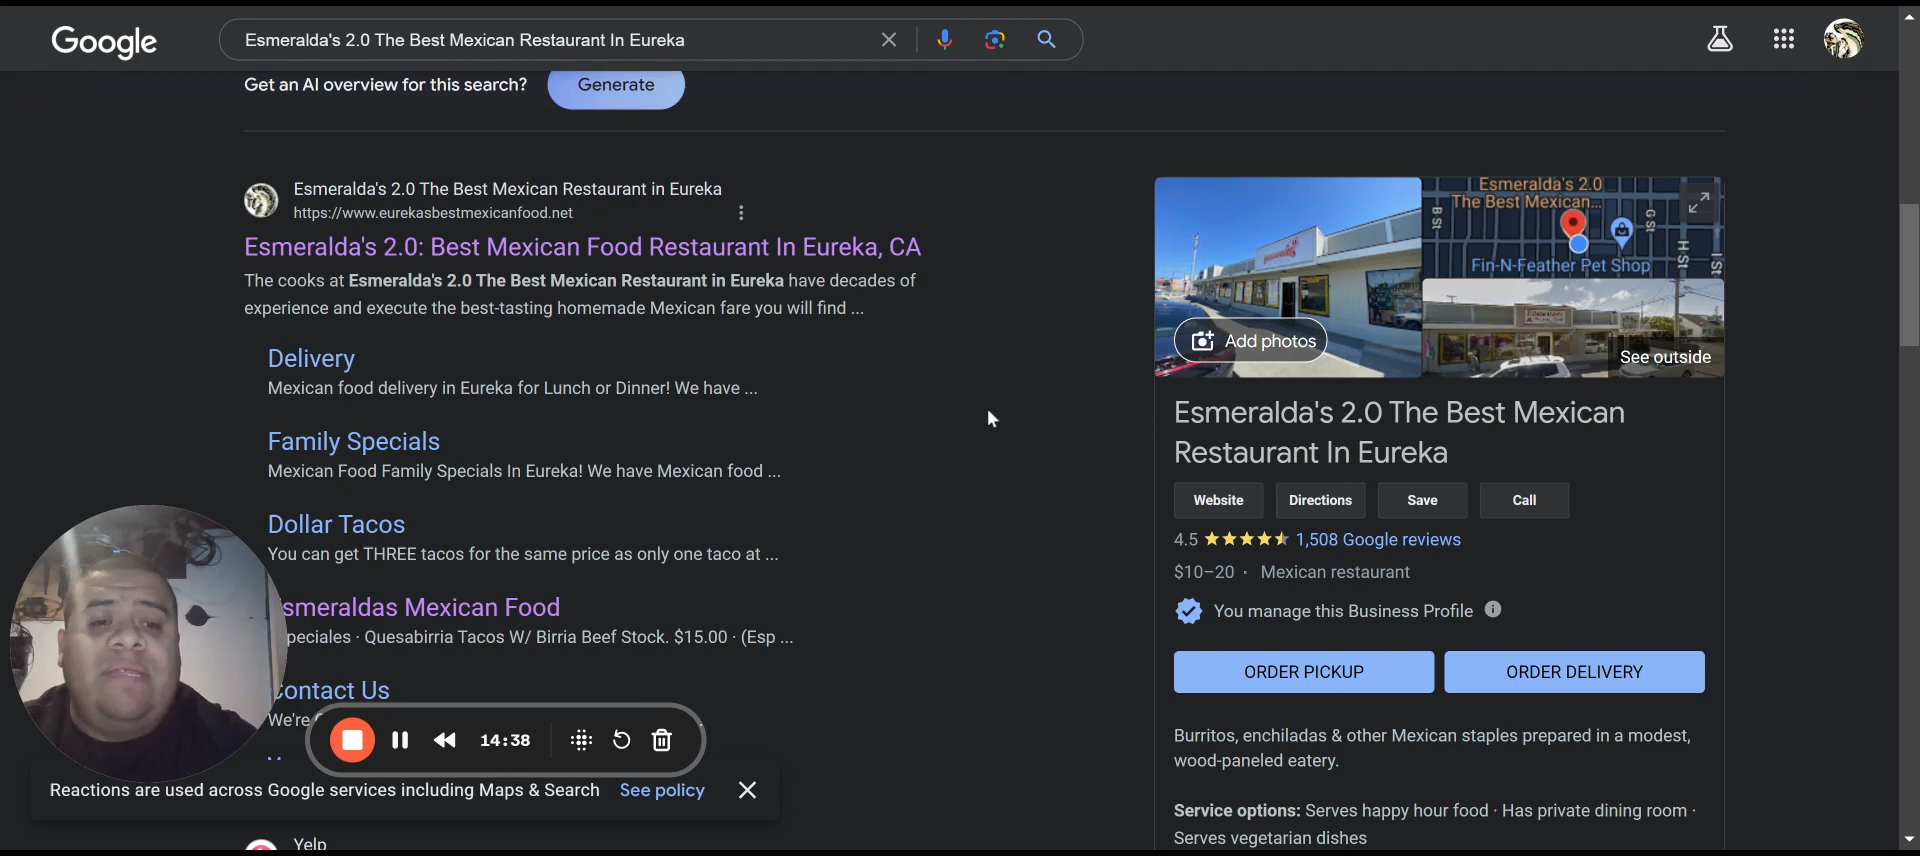 Google
Esmeralda's 2.0 The Best Mexican Restaurant In Eureka
Get an AI overview for this search?
Generate
Esmeralda's 2.0 The Best Mexican Restaurant in Eureka
https://www.eurekasbestmexicanfood.net
Esmeralda's 2.0: Best Mexican Food Restaurant In Eureka, CA
The cooks at Esmeralda's 2.0 The Best Mexican Restaurant in Eureka have decades of
experience and execute the best-tasting homemade Mexican fare you will find ...
Delivery
Mexican food delivery in Eureka for Lunch or Dinner! We have ...
Family Specials
Mexican Food Family Specials In Eureka! We have Mexican food ...
Dollar Tacos
You can get THREE tacos for the same price as only one taco at ...
smeraldas Mexican Food
peciales · Quesabirria Tacos W/ Birria Beef Stock. $15.00 · (Esp ...
ontact Us
We're
14:38
Reactions are used across Google services including Maps & Search
See policy
Yelp
Esmeralda's 2.0
The Best Mexican...
B St
G St
H St
I St
Fin-N-Feather Pet Shop
Add photos
See outside
Esmeralda's 2.0 The Best Mexican
Restaurant In Eureka
Website
Directions
Save
Call
4.5
1,508 Google reviews
$10–20 · Mexican restaurant
You manage this Business Profile
ORDER PICKUP
ORDER DELIVERY
Burritos, enchiladas & other Mexican staples prepared in a modest,
wood-paneled eatery.
Service options: Serves happy hour food · Has private dining room ·
Serves vegetarian dishes